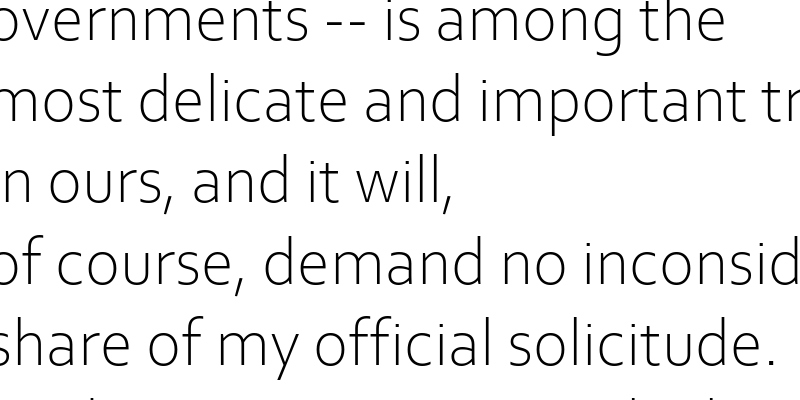 overnments -- is among the
most delicate and important tr
in ours, and it will,
of course, demand no inconsid
share of my official solicitude.